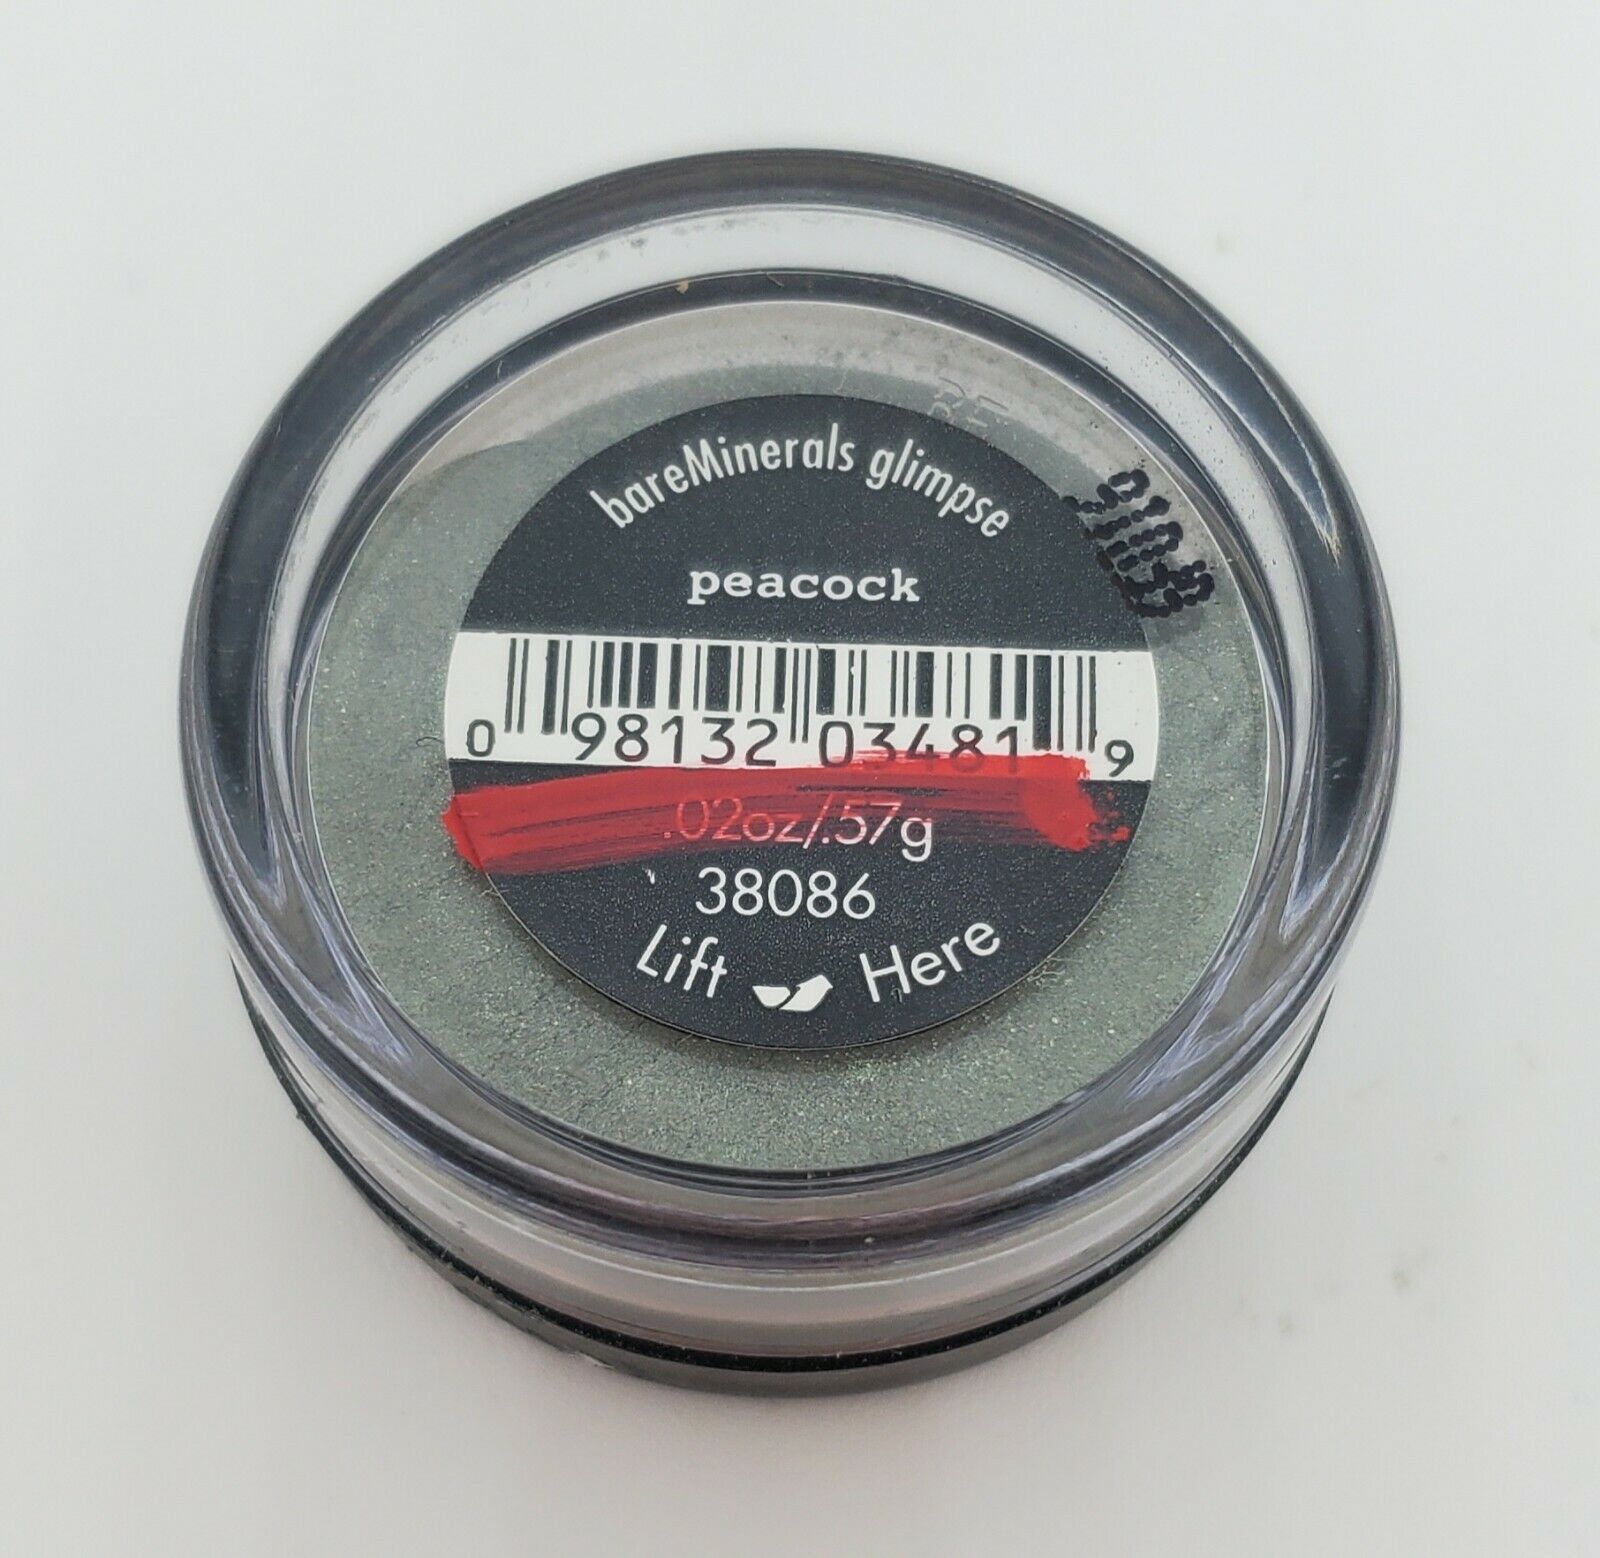 bareMinerals glimpse
peacock
0 98132 03481 9
.02oz/.57g
38086
Lift Here